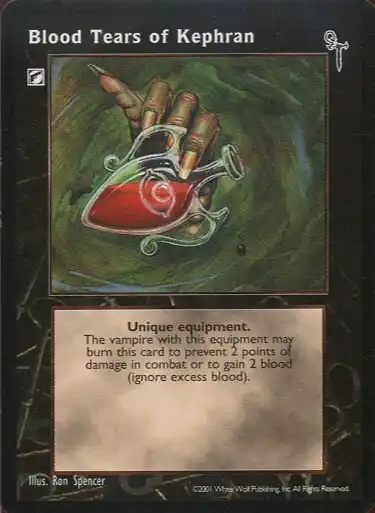 Blood Tears of Kephran
Unique equipment.
The vampire with this equipment may
burn this card to prevent 2 points of
damage in combat or to gain 2 blood
(ignore excess blood).
Illus. Ron Spencer
©2001 White Wolf Publishing, Inc. All Rights Reserved.